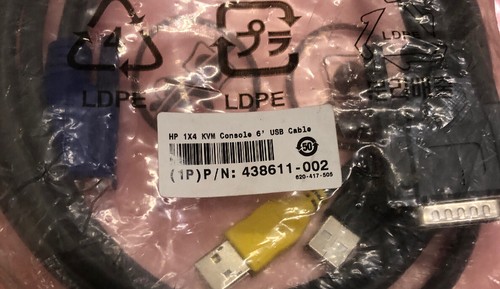 4
プラ
LDPE
LDPE
LDPE
HP 1X4 KVM Console 6' USB Cable
50
(1P)P/N: 438611-002
620-417-505